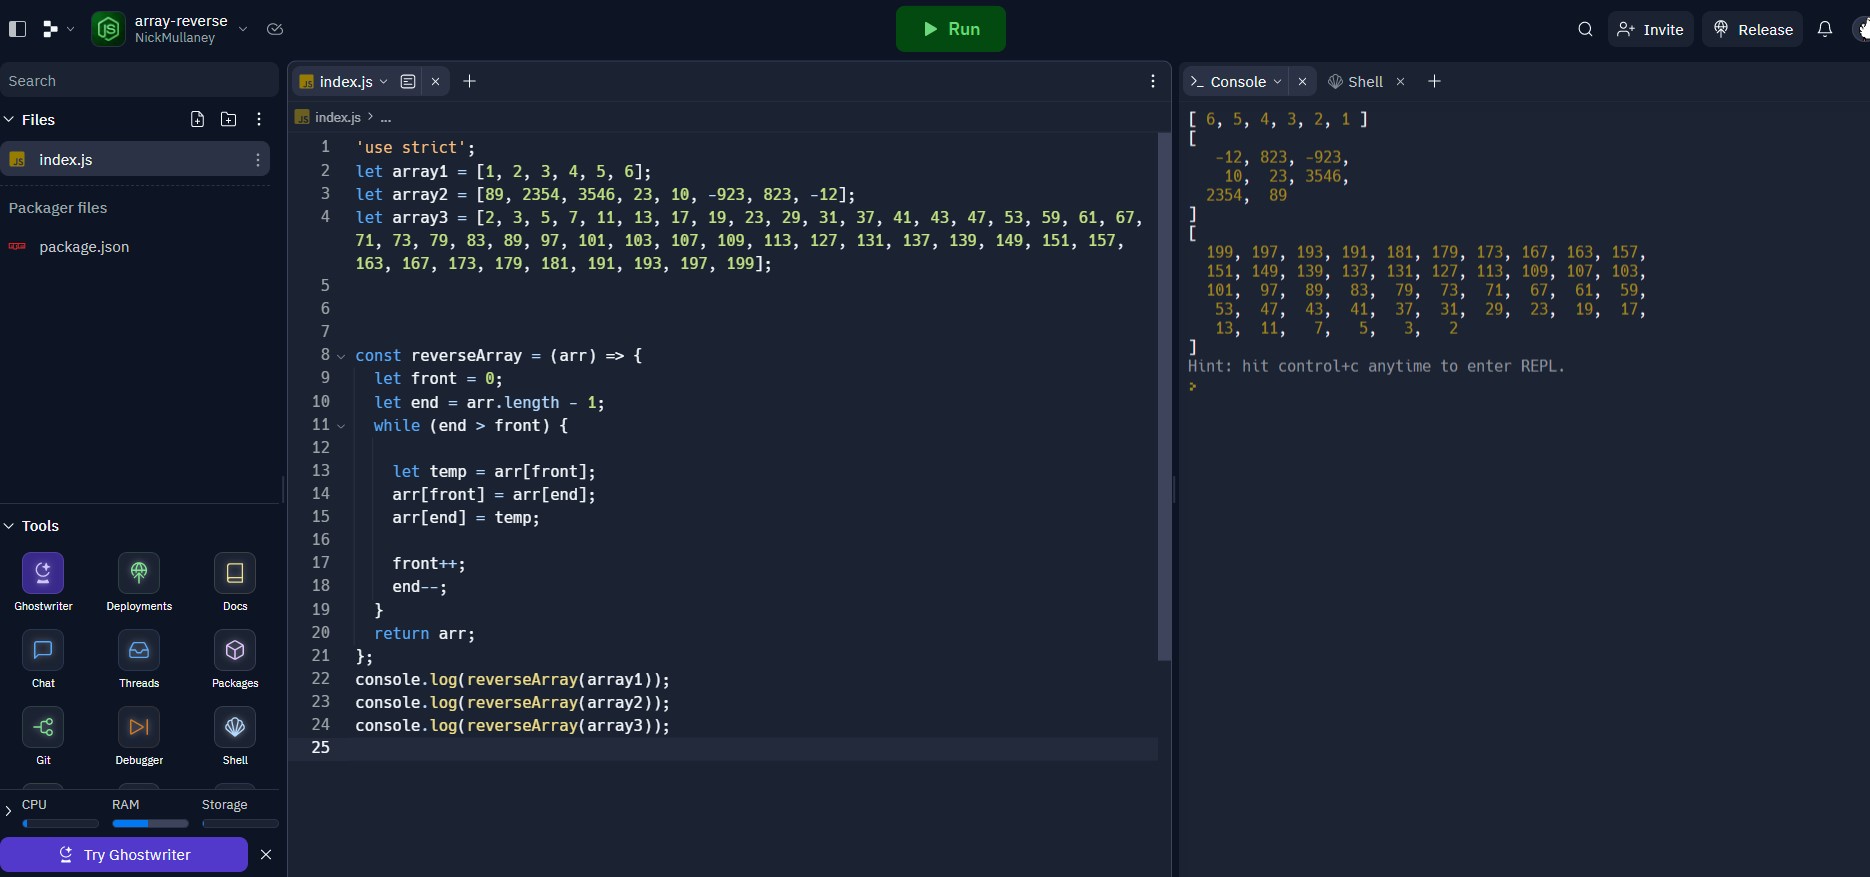 array-reverse
NickMullaney
Run
Invite
Release
Search
Files
index.js
Packager files
package.json
Tools
Ghostwriter
Deployments
Docs
Chat
Threads
Packages
Git
Debugger
Shell
CPU
RAM
Storage
Try Ghostwriter
index.js
index.js > ...
1 'use strict';
2 let array1 = [1, 2, 3, 4, 5, 6];
3 let array2 = [89, 2354, 3546, 23, 10, -923, 823, -12];
4 let array3 = [2, 3, 5, 7, 11, 13, 17, 19, 23, 29, 31, 37, 41, 43, 47, 53, 59, 61, 67,
71, 73, 79, 83, 89, 97, 101, 103, 107, 109, 113, 127, 131, 137, 139, 149, 151, 157,
163, 167, 173, 179, 181, 191, 193, 197, 199];
5
6
7
8 const reverseArray = (arr) => {
9 let front = 0;
10 let end = arr.length - 1;
11 while (end > front) {
12
13 let temp = arr[front];
14 arr[front] = arr[end];
15 arr[end] = temp;
16
17 front++;
18 end--;
19 }
20 return arr;
21 };
22 console.log(reverseArray(array1));
23 console.log(reverseArray(array2));
24 console.log(reverseArray(array3));
25
Console
Shell
[ 6, 5, 4, 3, 2, 1 ]
[
-12, 823, -923,
10, 23, 3546,
2354, 89
]
[
199, 197, 193, 191, 181, 179, 173, 167, 163, 157,
151, 149, 139, 137, 131, 127, 113, 109, 107, 103,
101, 97, 89, 83, 79, 73, 71, 67, 61, 59,
53, 47, 43, 41, 37, 31, 29, 23, 19, 17,
13, 11, 7, 5, 3, 2
]
Hint: hit control+c anytime to enter REPL.
>